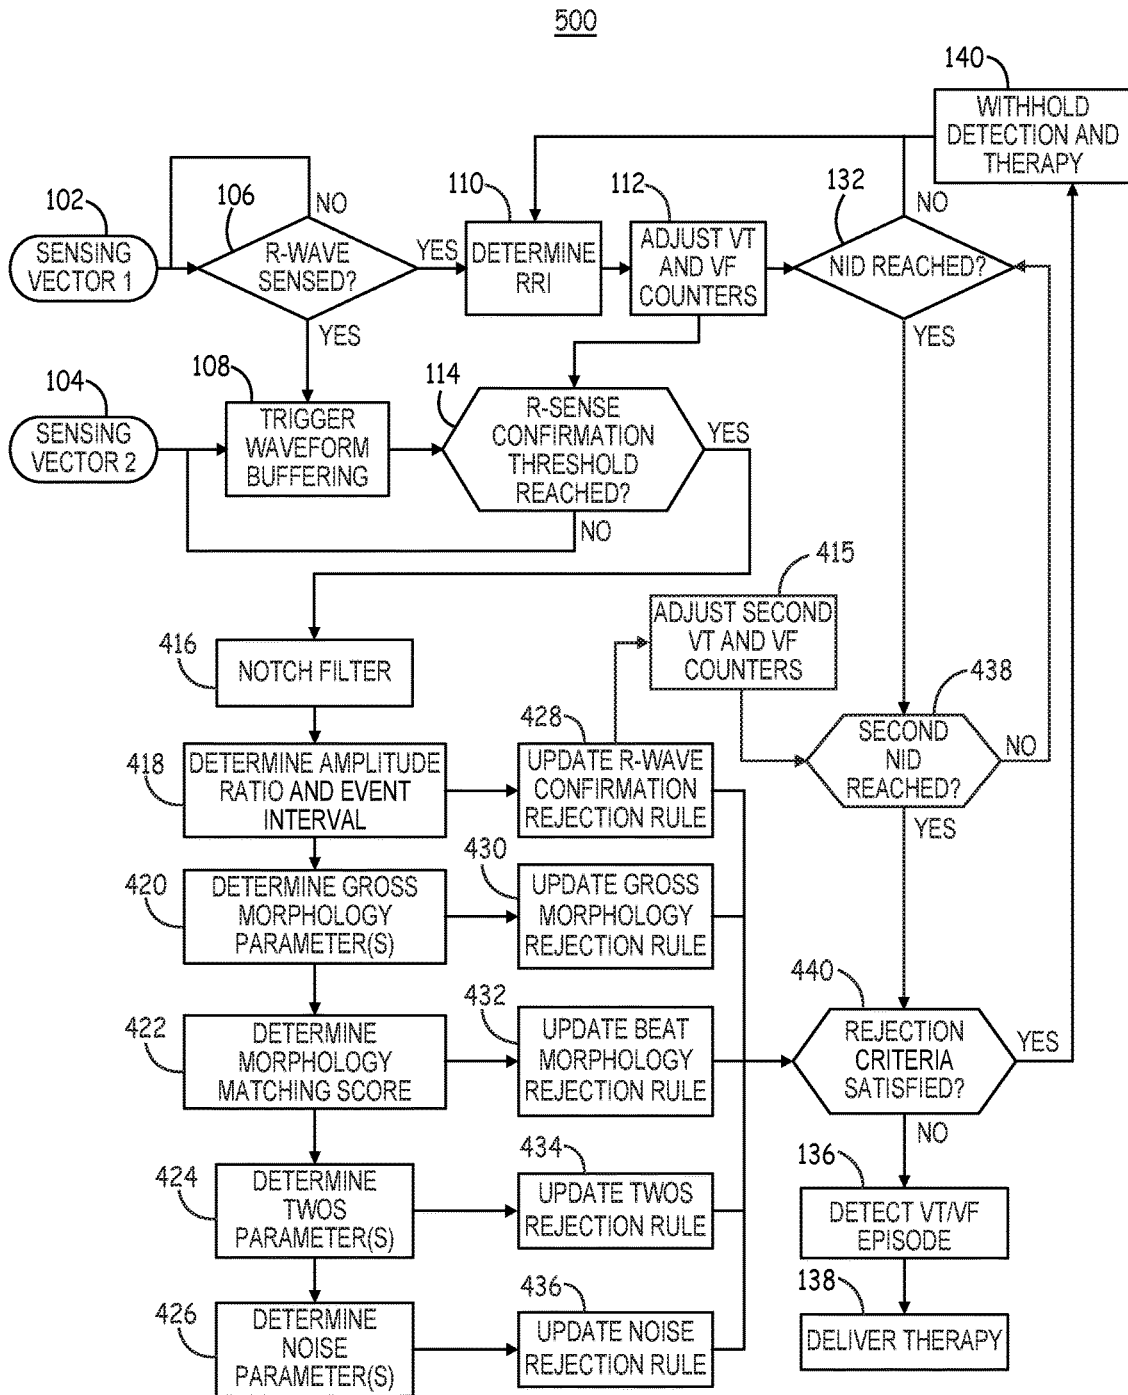 500
140
WITHHOLD
DETECTION AND
THERAPY
102
SENSING
VECTOR 1
106
NO
R-WAVE
SENSED?
YES
YES
110
DETERMINE
RRI
112
ADJUST VT
AND VF
COUNTERS
132
NO
NID REACHED?
YES
104
SENSING
VECTOR 2
108
TRIGGER
WAVEFORM
BUFFERING
114
R-SENSE
CONFIRMATION
THRESHOLD
REACHED?
YES
NO
415
ADJUST SECOND
VT AND VF
COUNTERS
416
NOTCH FILTER
438
SECOND
NID
REACHED?
NO
YES
418
DETERMINE AMPLITUDE
RATIO AND EVENT
INTERVAL
428
UPDATE R-WAVE
CONFIRMATION
REJECTION RULE
420
DETERMINE GROSS
MORPHOLOGY
PARAMETER(S)
430
UPDATE GROSS
MORPHOLOGY
REJECTION RULE
422
DETERMINE
MORPHOLOGY
MATCHING SCORE
432
UPDATE BEAT
MORPHOLOGY
REJECTION RULE
440
REJECTION
CRITERIA
SATISFIED?
YES
NO
424
DETERMINE
TWOS
PARAMETER(S)
434
UPDATE TWOS
REJECTION RULE
136
DETECT VT/VF
EPISODE
426
DETERMINE
NOISE
PARAMETER(S)
436
UPDATE NOISE
REJECTION RULE
138
DELIVER THERAPY